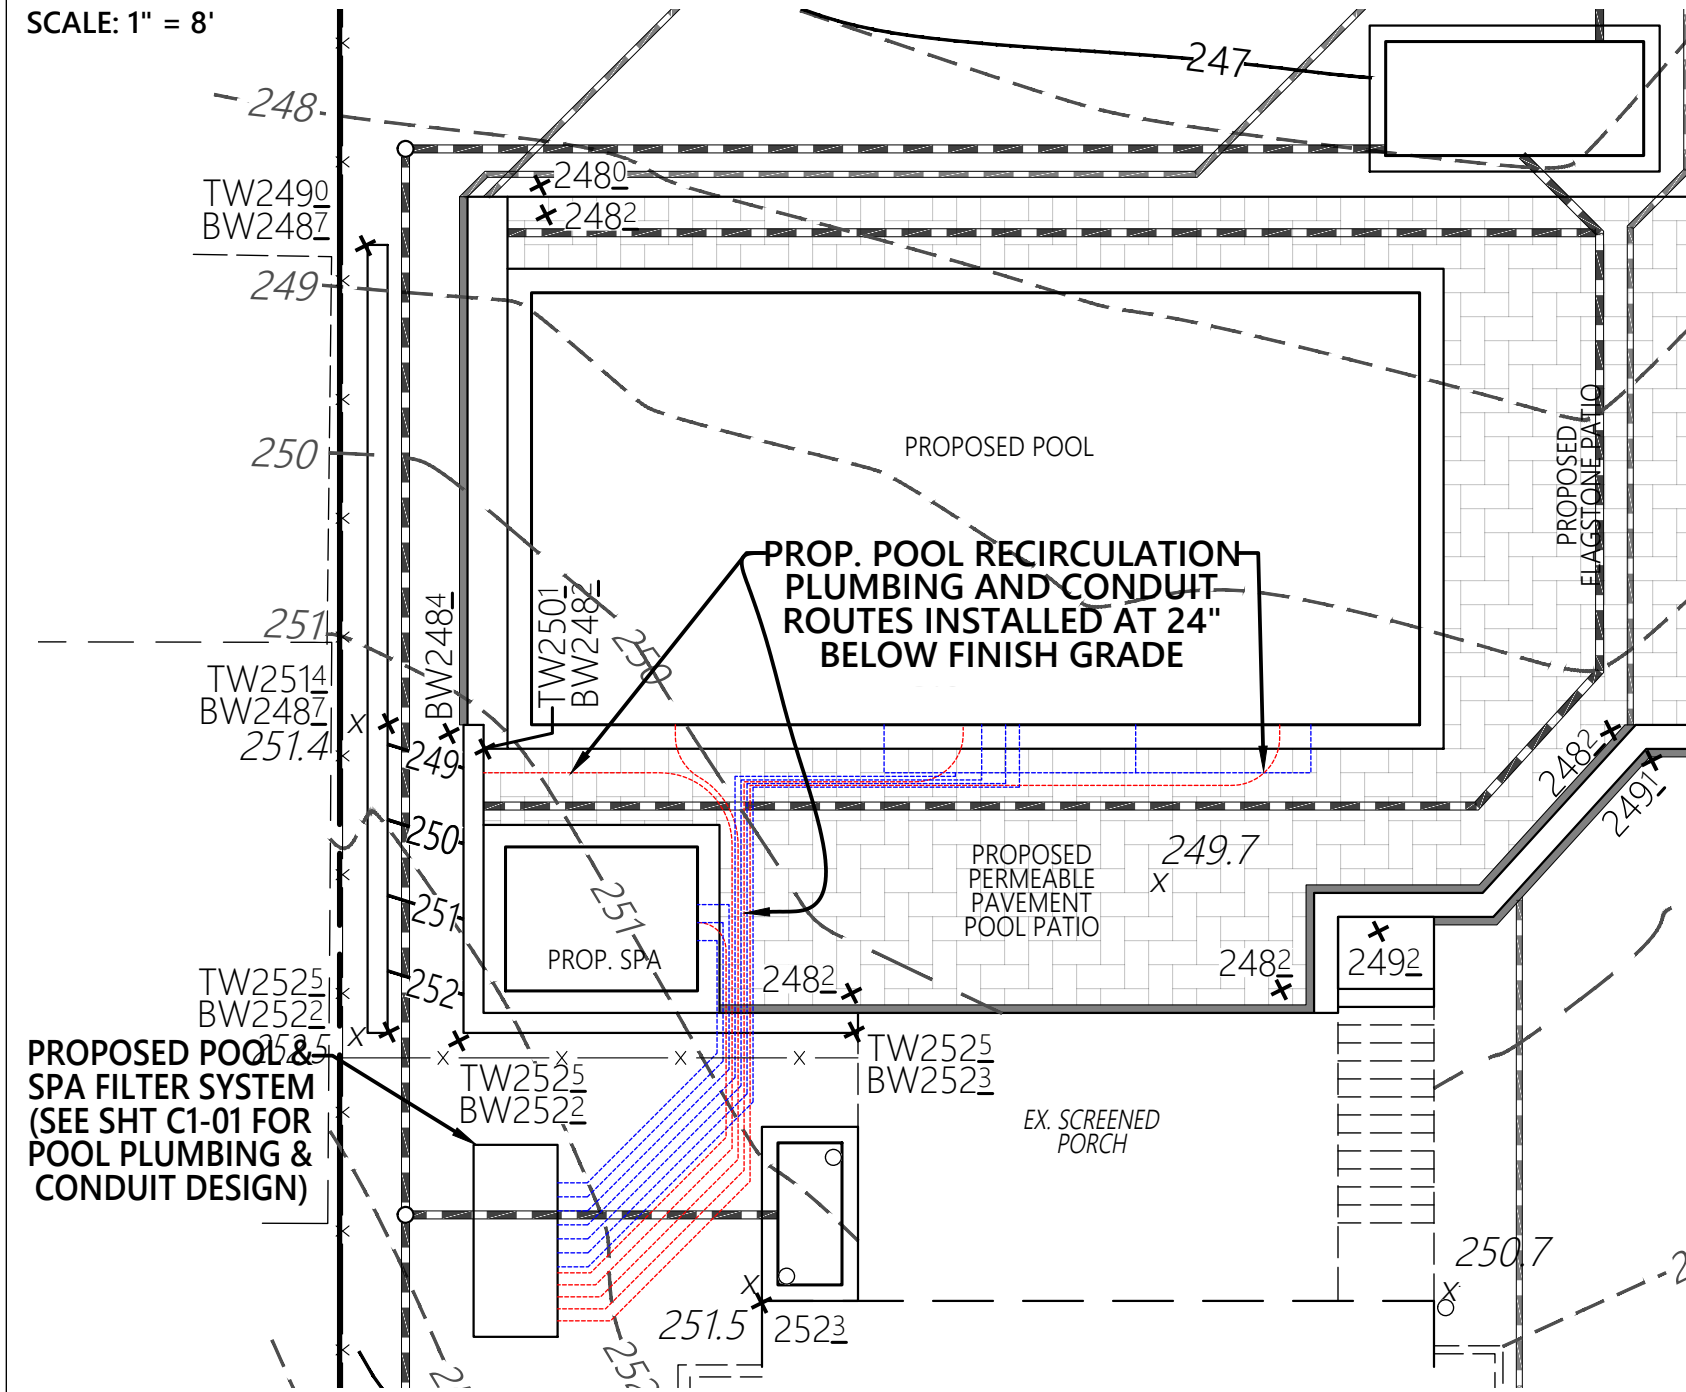 SCALE: 1" = 8'
247
248
TW2490
BW2487
2480
2482
249
250
PROPOSED POOL
PROPOSED
FLAGSTONE PATIO
PROP. POOL RECIRCULATION
PLUMBING AND CONDUIT
ROUTES INSTALLED AT 24"
BELOW FINISH GRADE
251
BW2484
TW2501
BW2482
250
TW2514
BW2487
X 251.4
249
250
251
252
2482
2491
PROPOSED
PERMEABLE
PAVEMENT
POOL PATIO
249.7
X
251
PROP. SPA
2482
2482
2492
TW2525
BW2522
X 252.5
PROPOSED POOL &
SPA FILTER SYSTEM
(SEE SHT C1-01 FOR
POOL PLUMBING &
CONDUIT DESIGN)
TW2525
BW2522
TW2525
BW2523
EX. SCREENED
PORCH
250.7
X
X
251.5
2523
252